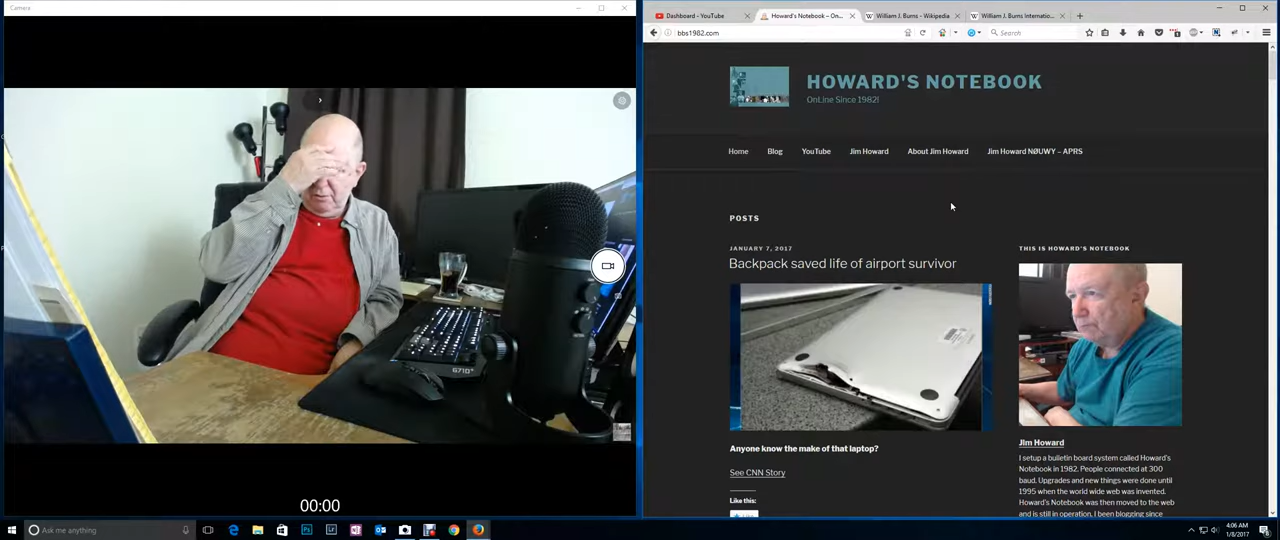 Camera
Dashboard - YouTube
Howard's Notebook – On...
William J. Burns - Wikipedia
William J. Burns Internatio...
bbs1982.com
Search
HOWARD'S NOTEBOOK
OnLine Since 1982!
Home
Blog
YouTube
Jim Howard
About Jim Howard
Jim Howard NØUWY – APRS
POSTS
JANUARY 7, 2017
Backpack saved life of airport survivor
Anyone know the make of that laptop?
See CNN Story
Like this:
THIS IS HOWARD'S NOTEBOOK
Jim Howard
I setup a bulletin board system called Howard's
Notebook in 1982. People connected at 300
baud. Upgrades and new things were done until
1995 when the world wide web was invented.
Howard's Notebook was then moved to the web
and is still in operation. I been blogging since
G710+
00:00
Ask me anything
4:06 AM
1/8/2017